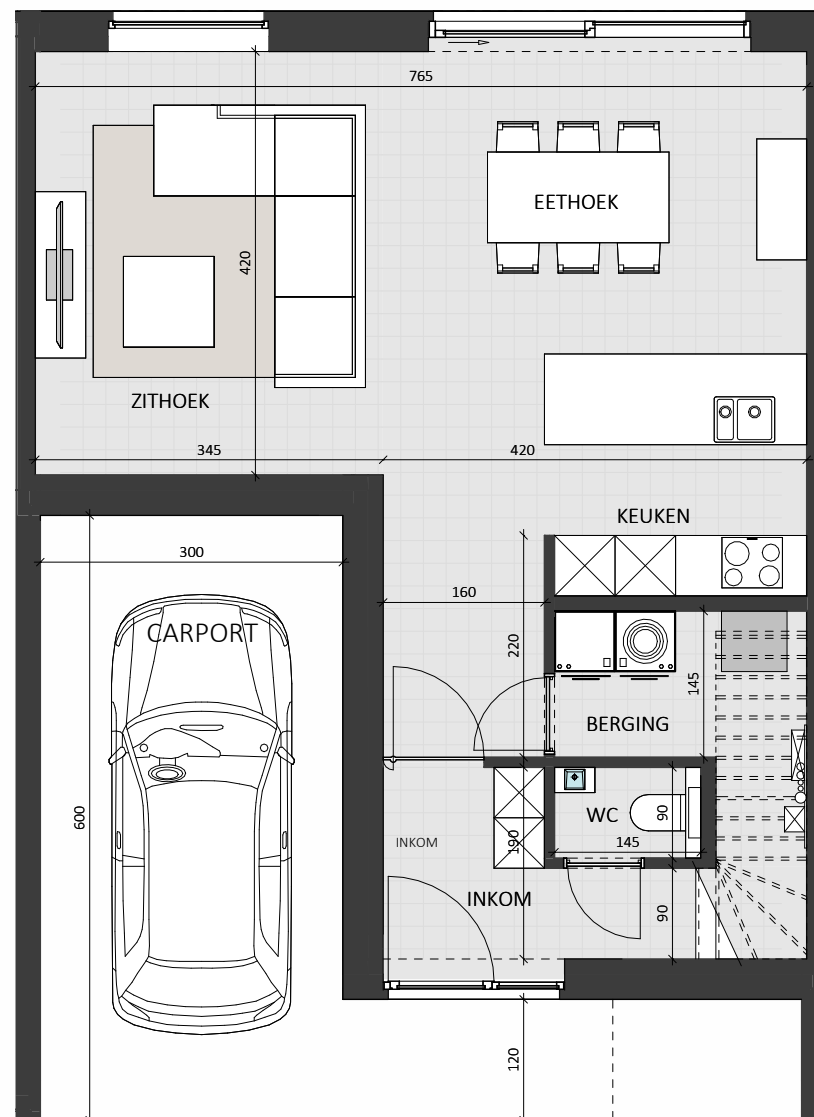 765
EETHOEK
420
ZITHOEK
345
420
KEUKEN
300
160
CARPORT
220
145
BERGING
600
WC
90
INKOM
190
145
INKOM
90
120